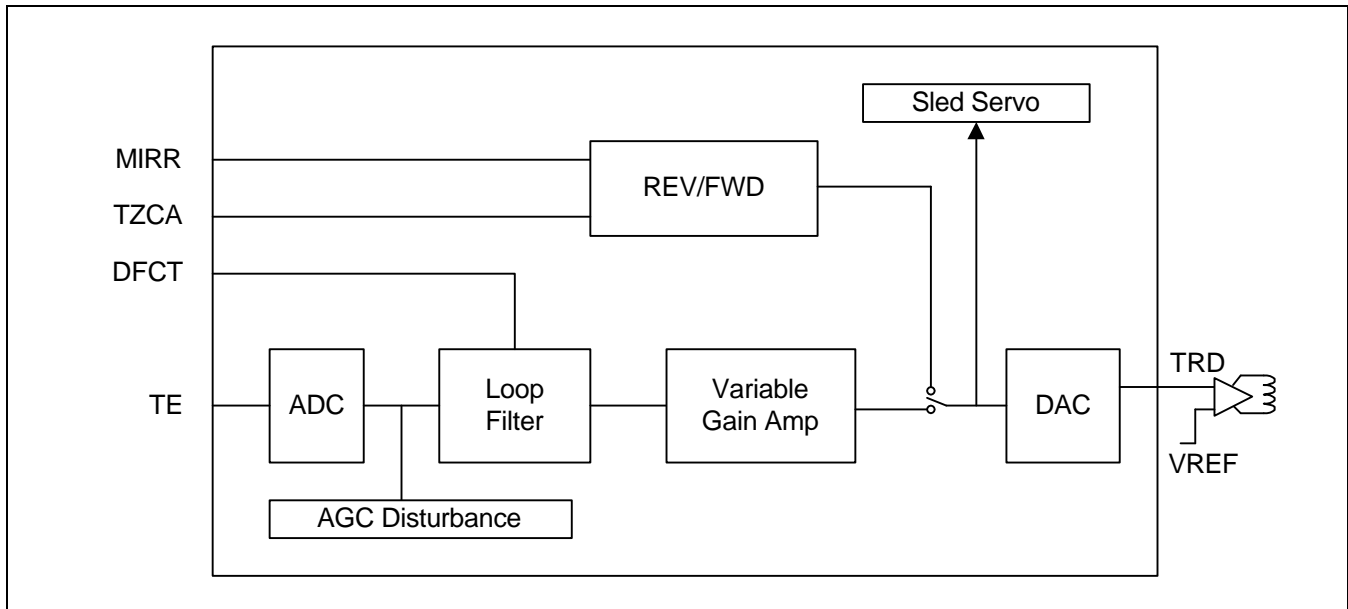 Sled Servo
MIRR
REV/FWD
TZCA
DFCT
TE
ADC
Loop
Filter
Variable
Gain Amp
DAC
TRD
VREF
AGC Disturbance